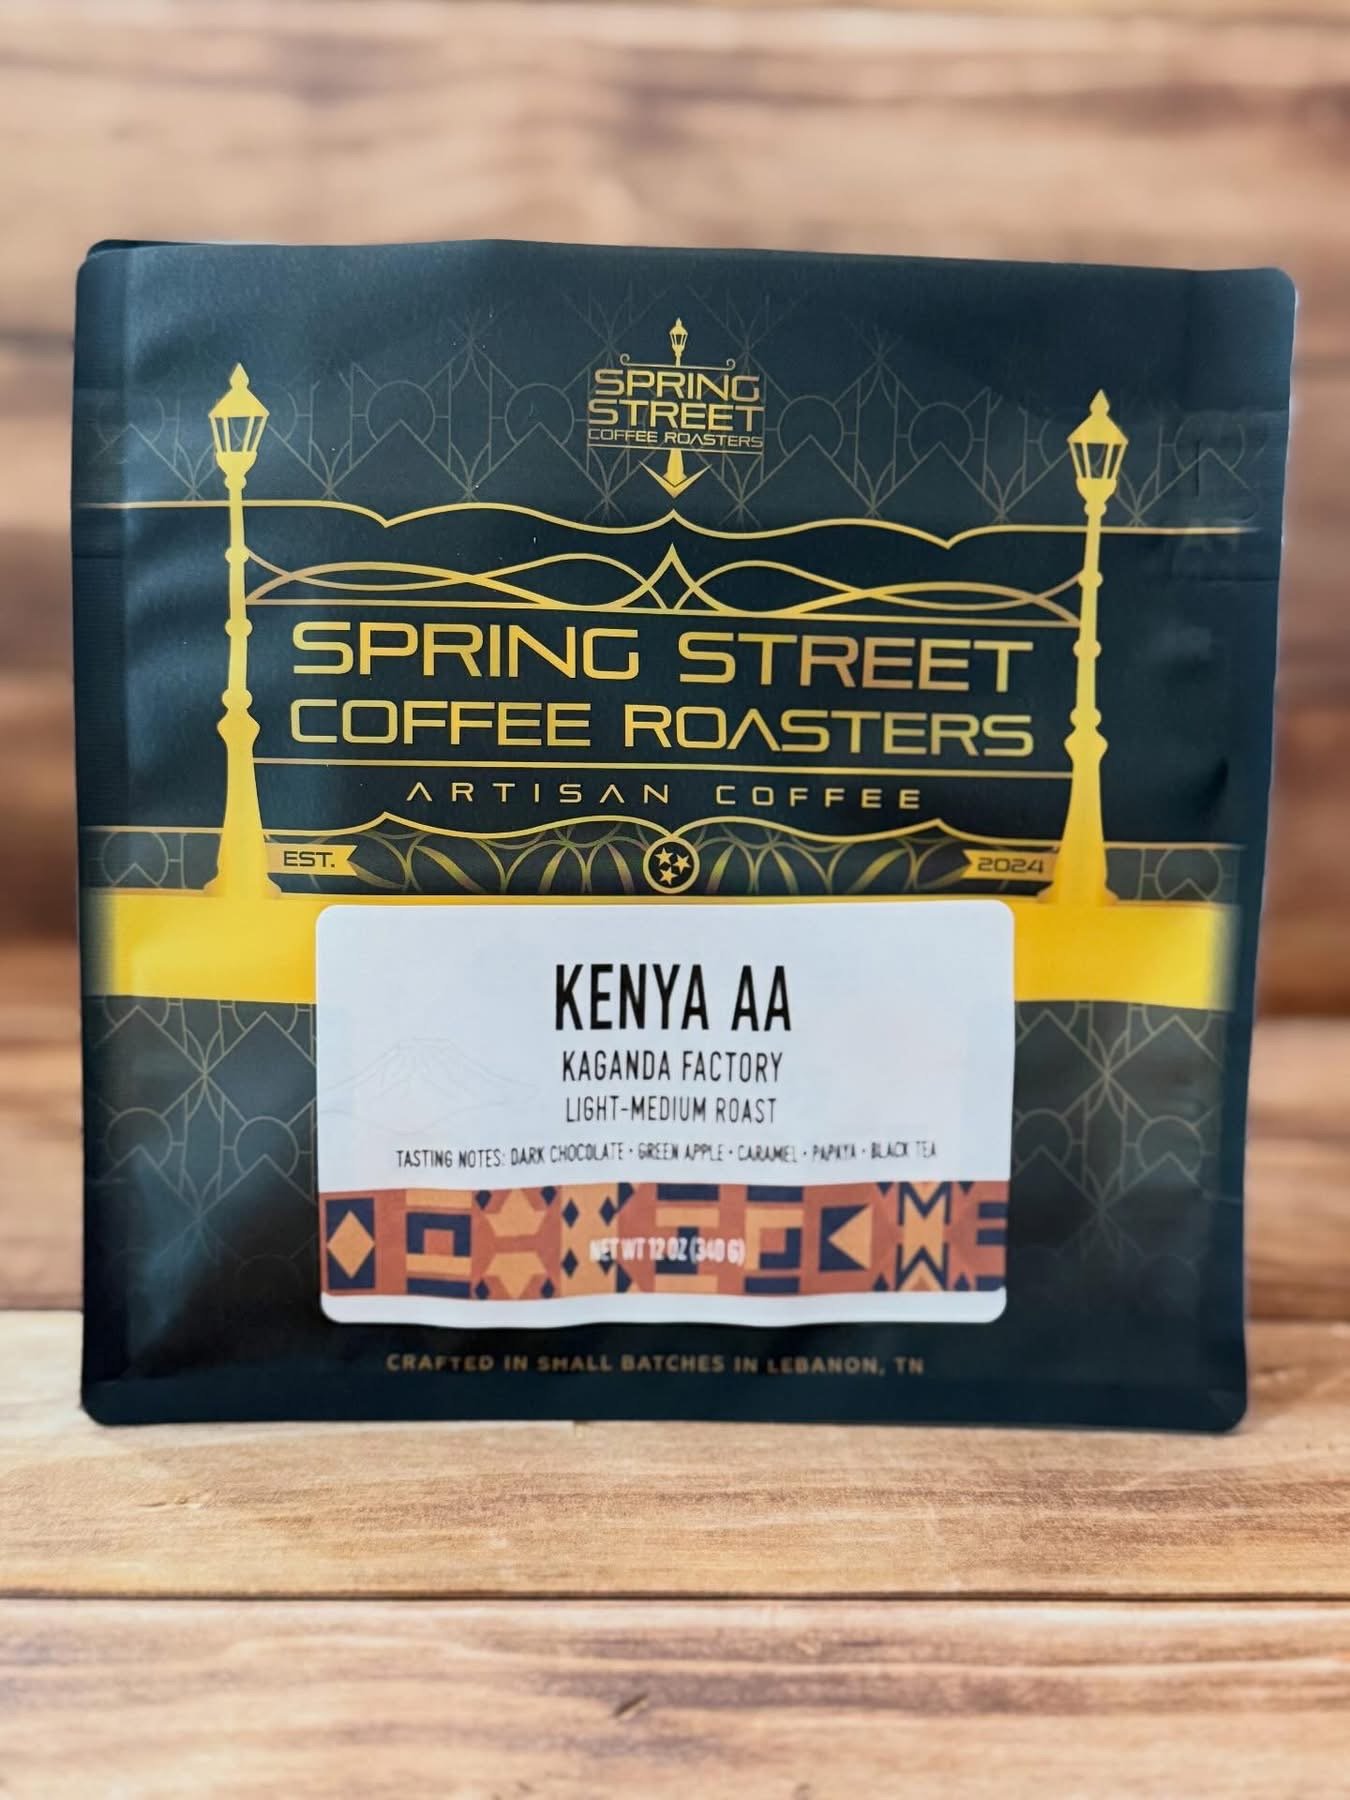 SPRING
STREET
COFFEE ROASTERS
SPRING STREET
COFFEE ROASTERS
ARTISAN COFFEE
EST. 2024
KENYA AA
KAGANDA FACTORY
LIGHT-MEDIUM ROAST
TASTING NOTES: DARK CHOCOLATE • GREEN APPLE • CARAMEL • PAPAYA • BLACK TEA
NET WT 12 OZ (340 G)
CRAFTED IN SMALL BATCHES IN LEBANON, TN